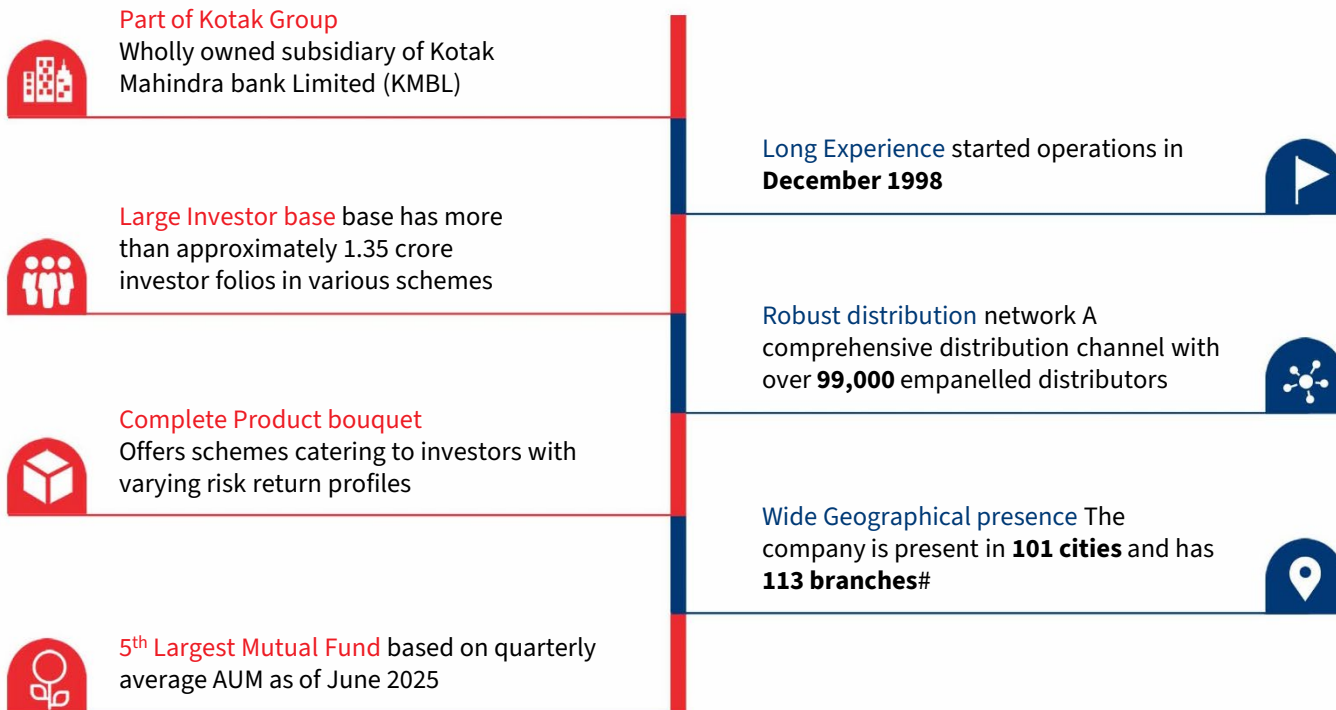 Part of Kotak Group
Wholly owned subsidiary of Kotak
Mahindra bank Limited (KMBL)
Long Experience started operations in
December 1998
Large Investor base base has more
than approximately 1.35 crore
investor folios in various schemes
Robust distribution network A
comprehensive distribution channel with
over 99,000 empanelled distributors
Complete Product bouquet
Offers schemes catering to investors with
varying risk return profiles
Wide Geographical presence The
company is present in 101 cities and has
113 branches#
5th Largest Mutual Fund based on quarterly
average AUM as of June 2025